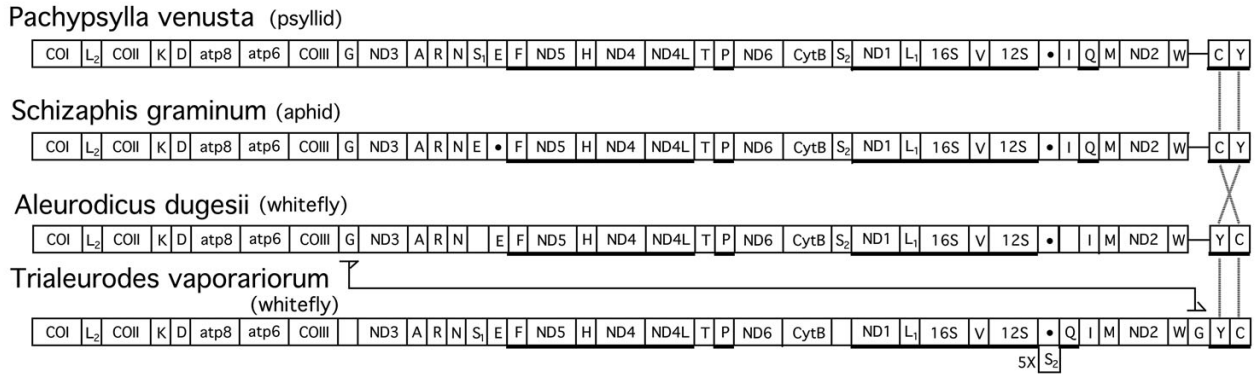 Pachypsylla venusta (psyllid)
COI L2 COII K D atp8 atp6 COIII G ND3 A R N S1 E F ND5 H ND4 ND4L T P ND6 CytB S2 ND1 L1 16S V 12S • I Q M ND2 W C Y
Schizaphis graminum (aphid)
COI L2 COII K D atp8 atp6 COIII G ND3 A R N E • F ND5 H ND4 ND4L T P ND6 CytB S2 ND1 L1 16S V 12S • I Q M ND2 W C Y
Aleurodicus dugesii (whitefly)
COI L2 COII K D atp8 atp6 COIII G ND3 A R N E F ND5 H ND4 ND4L T P ND6 CytB S2 ND1 L1 16S V 12S • I M ND2 W Y C
Trialeurodes vaporariorum
(whitefly)
COI L2 COII K D atp8 atp6 COIII ND3 A R N S1 E F ND5 H ND4 ND4L T P ND6 CytB ND1 L1 16S V 12S • Q I M ND2 W G Y C
5X S2